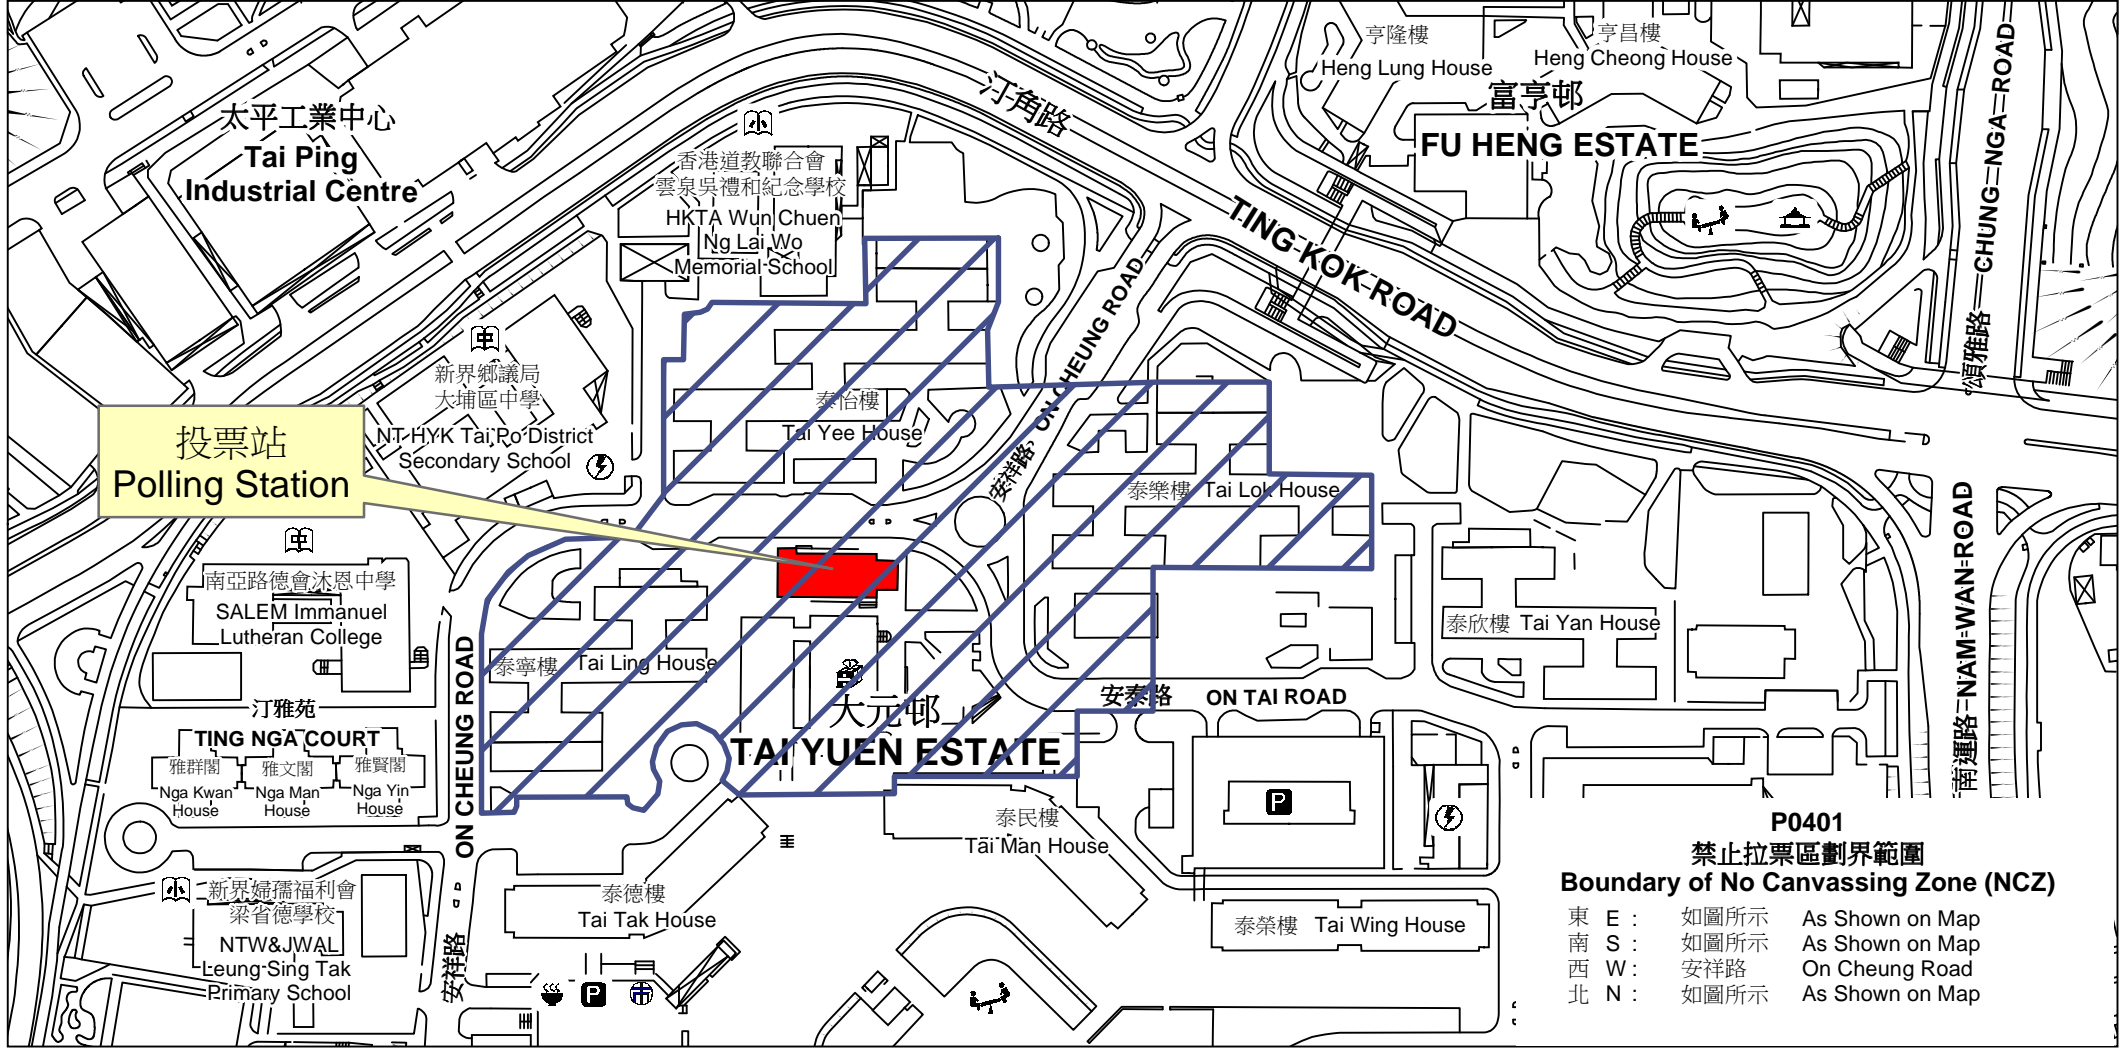 亨隆樓
Heng Lung House
亨昌樓
Heng Cheong House
富亨邨
FU HENG ESTATE
太平工業中心
Tai Ping
Industrial Centre
汀角路
TING KOK ROAD
頌雅路
CHUNG NGA ROAD
香港道教聯合會
雲泉吳禮和紀念學校
HKTA Wun Chuen
Ng Lai Wo
Memorial School
小
中
新界鄉議局
大埔區中學
NT HYK Tai Po District
Secondary School
投票站
Polling Station
泰怡樓
Tai Yee House
安祥路
ON CHEUNG ROAD
泰樂樓 Tai Lok House
中
南亞路德會沐恩中學
SALEM Immanuel
Lutheran College
泰寧樓 Tai Ling House
泰欣樓 Tai Yan House
南運路
NAM WAN ROAD
安泰路 ON TAI ROAD
大元邨
TAI YUEN ESTATE
汀雅苑
TING NGA COURT
雅群閣
Nga Kwan
House
雅文閣
Nga Man
House
雅賢閣
Nga Yin
House
ON CHEUNG ROAD
安祥路
P
泰民樓
Tai Man House
小
新界婦孺福利會
梁省德學校
NTW&JWAL
Leung Sing Tak
Primary School
泰德樓
Tai Tak House
泰榮樓 Tai Wing House
P
市
P0401
禁止拉票區劃界範圍
Boundary of No Canvassing Zone (NCZ)
東 E : 如圖所示 As Shown on Map
南 S : 如圖所示 As Shown on Map
西 W : 安祥路 On Cheung Road
北 N : 如圖所示 As Shown on Map